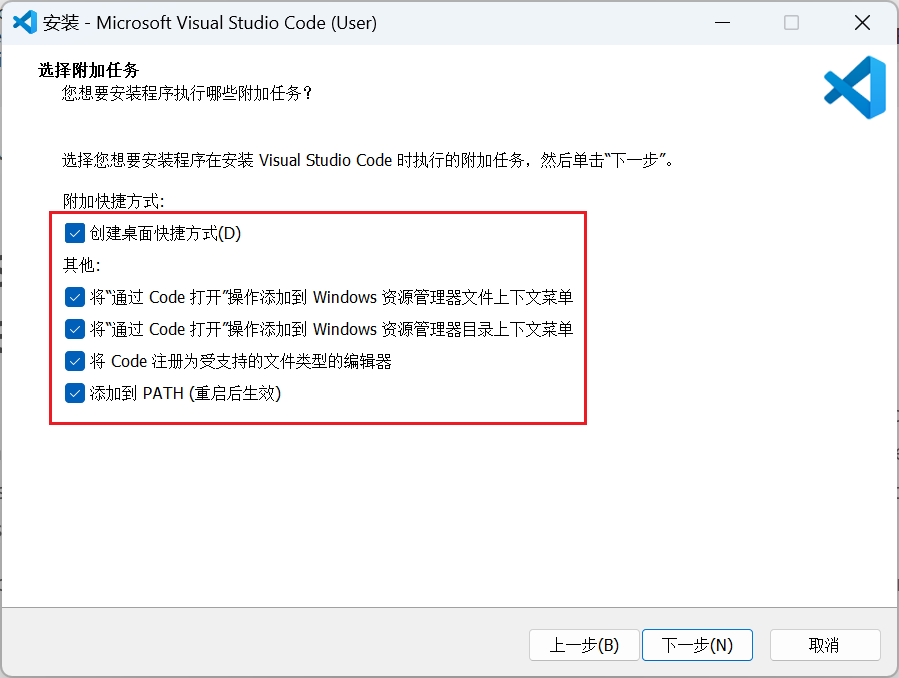 安装 - Microsoft Visual Studio Code (User)
选择附加任务
您想要安装程序执行哪些附加任务？
选择您想要安装程序在安装 Visual Studio Code 时执行的附加任务，然后单击“下一步”。
附加快捷方式:
创建桌面快捷方式(D)
其他:
将“通过 Code 打开”操作添加到 Windows 资源管理器文件上下文菜单
将“通过 Code 打开”操作添加到 Windows 资源管理器目录上下文菜单
将 Code 注册为受支持的文件类型的编辑器
添加到 PATH (重启后生效)
上一步(B) 下一步(N) 取消